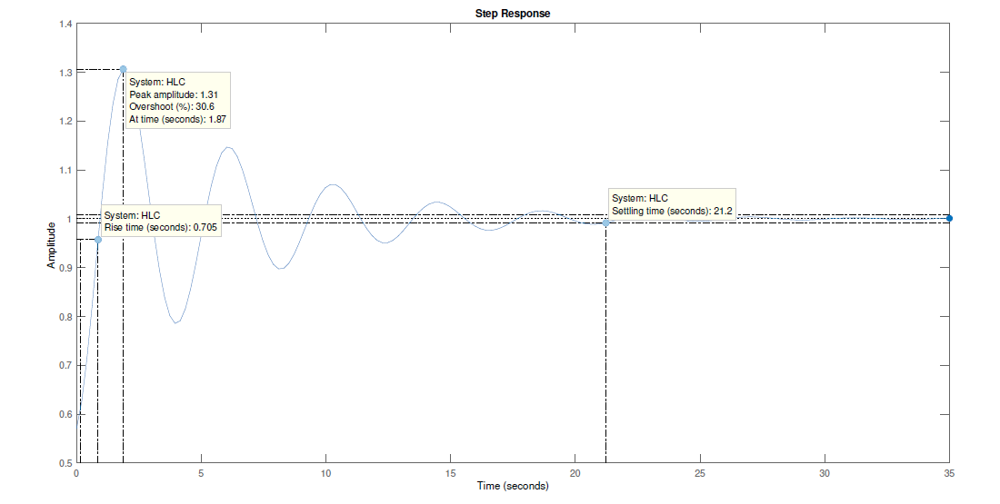 Step Response
1.4
1.3
1.2
1.1
1
0.9
0.8
0.7
0.6
0.5
Amplitude
System: HLC
Peak amplitude: 1.31
Overshoot (%): 30.6
At time (seconds): 1.87
System: HLC
Rise time (seconds): 0.705
System: HLC
Settling time (seconds): 21.2
0 5 10 15 20 25 30 35
Time (seconds)